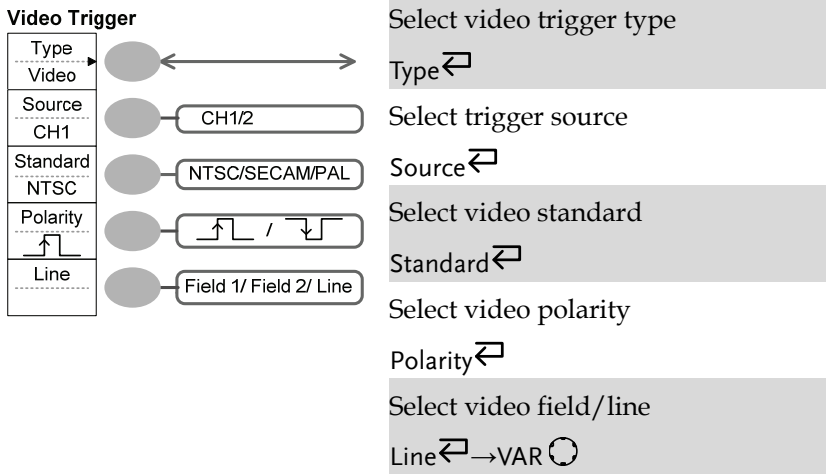 Video Trigger
Type
Video
Source
CH1
CH1/2
Standard
NTSC
NTSC/SECAM/PAL
Polarity
/
Line
Field 1/ Field 2/ Line
Select video trigger type
Type
Select trigger source
Source
Select video standard
Standard
Select video polarity
Polarity
Select video field/line
Line→VAR